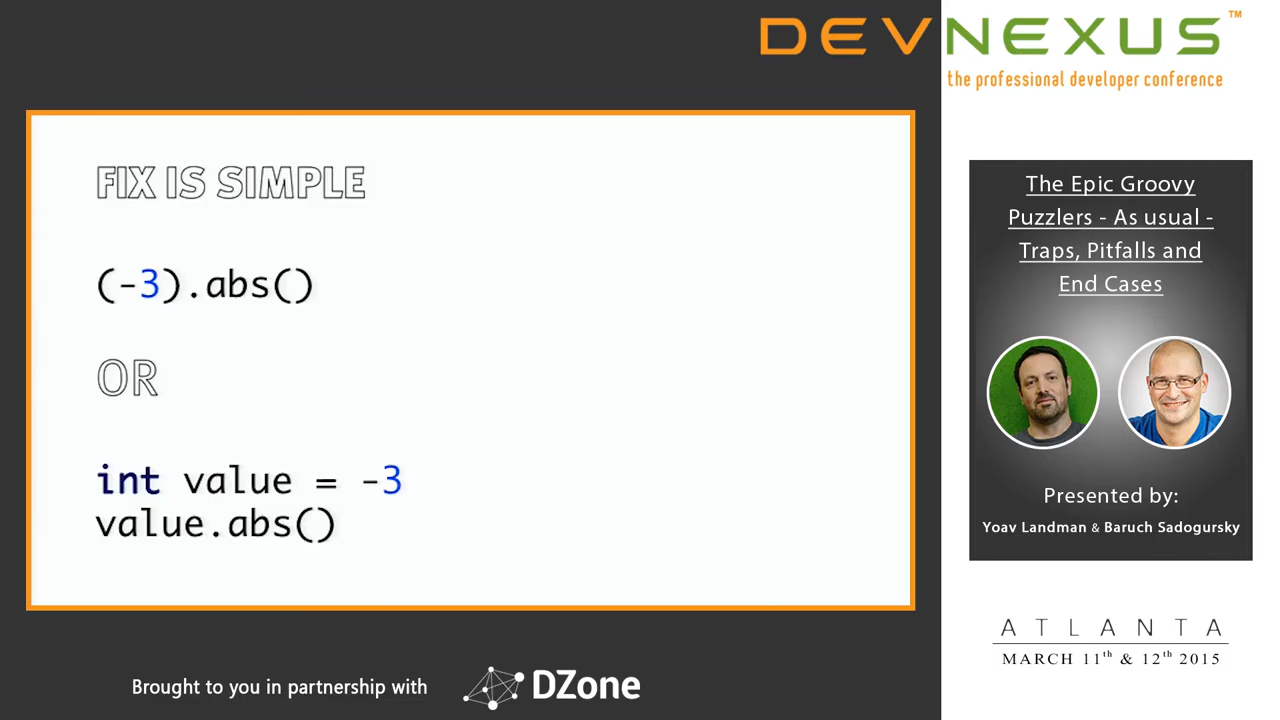 DEVNEXUS™
the professional developer conference
FIX IS SIMPLE
(-3).abs()
OR
int value = -3
value.abs()
The Epic Groovy
Puzzlers - As usual -
Traps, Pitfalls and
End Cases
Presented by:
Yoav Landman & Baruch Sadogursky
ATLANTA
MARCH 11th & 12th 2015
Brought to you in partnership with
DZone